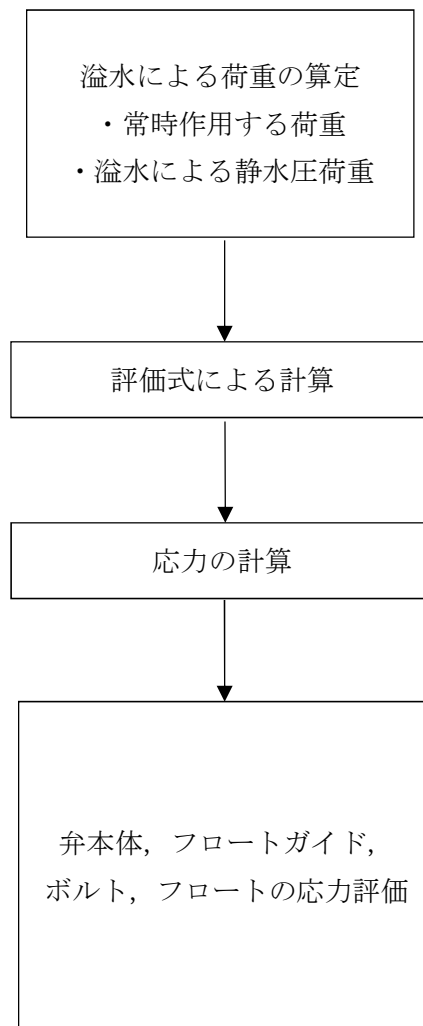 溢水による荷重の算定
・常時作用する荷重
・溢水による静水圧荷重
評価式による計算
応力の計算
弁本体，フロートガイド，
ボルト，フロートの応力評価